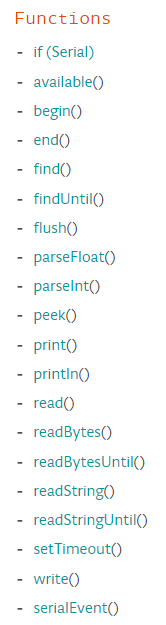 Functions
- if (Serial)
- available()
- begin()
- end()
- find()
- findUntil()
- flush()
- parseFloat()
- parseInt()
- peek()
- print()
- println()
- read()
- readBytes()
- readBytesUntil()
- readString()
- readStringUntil()
- setTimeout()
- write()
- serialEvent()